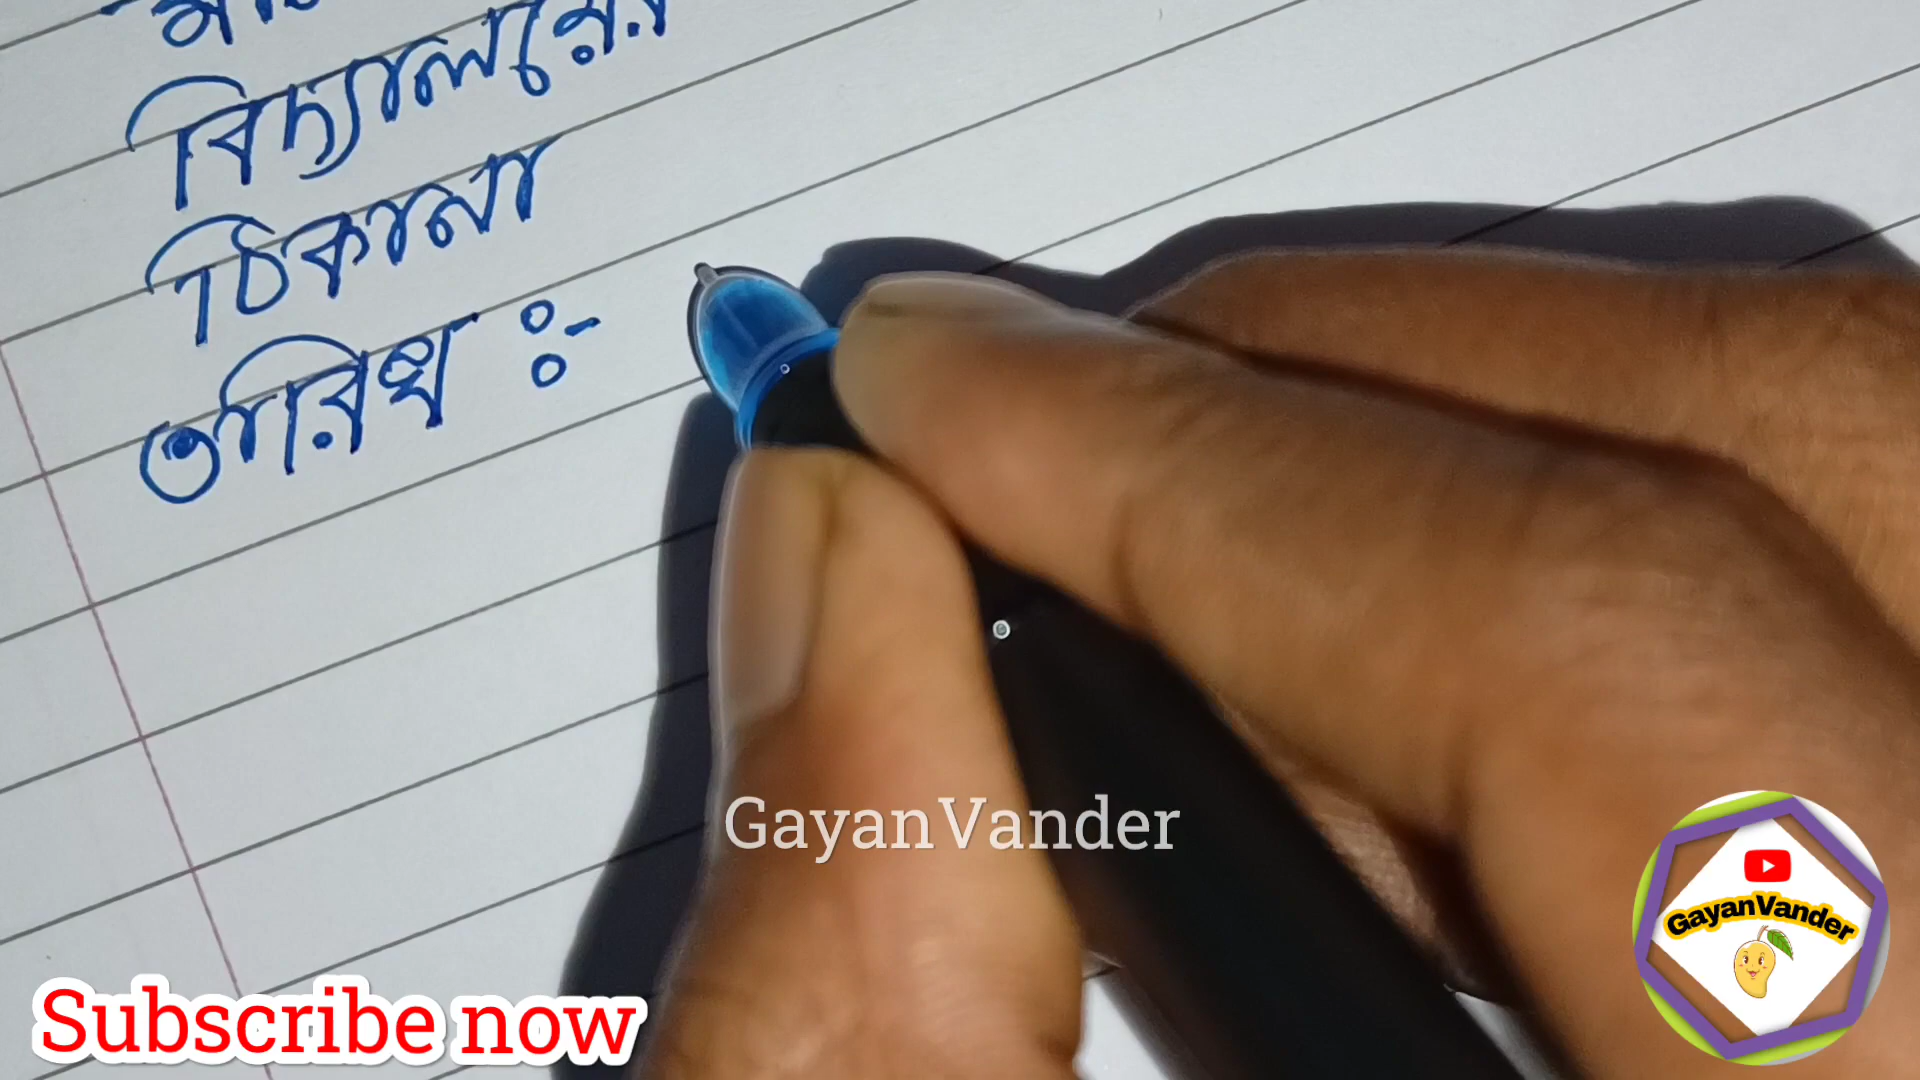 বিদ্যালয়ের
ঠিকানা
তারিখ ঃ-
GayanVander
GayanVander
Subscribe now